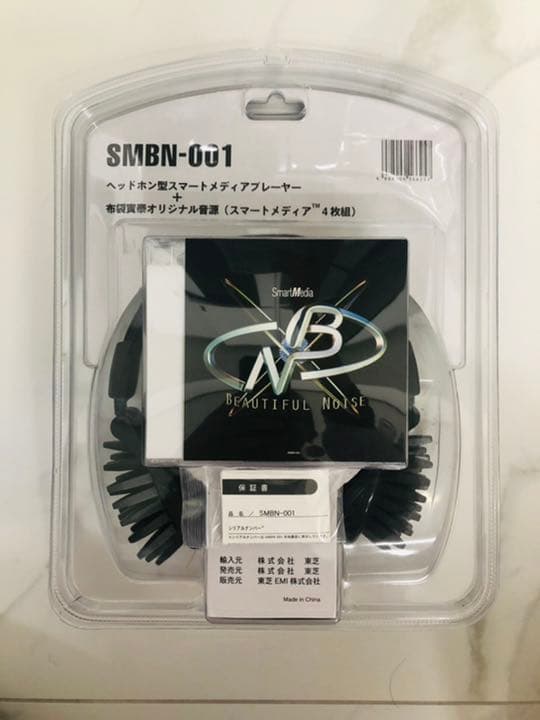 SMBN-001
ヘッドホン型スマートメディアプレーヤー
+
布袋寅泰オリジナル音源（スマートメディア™4枚組）
SmartMedia
NB
BEAUTIFUL NOISE
保証書
品名／SMBN-001
シリアルナンバー
輸入元 株式会社 東芝
発売元 株式会社 東芝
販売元 東芝EMI株式会社
Made in China